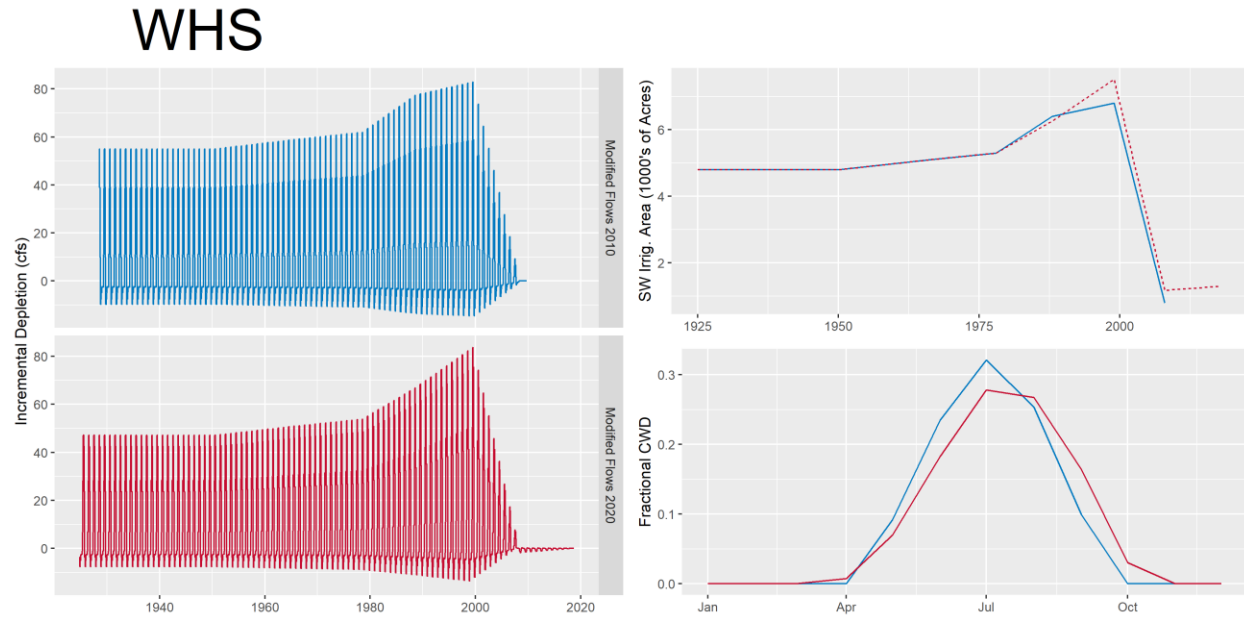 WHS
Incremental Depletion (cfs)
80
60
40
20
0
Modified Flows 2010
80
60
40
20
0
Modified Flows 2020
1940 1960 1980 2000 2020
SW Irrig. Area (1000's of Acres)
6
4
2
1925 1950 1975 2000
Fractional CWD
0.3
0.2
0.1
0.0
Jan Apr Jul Oct